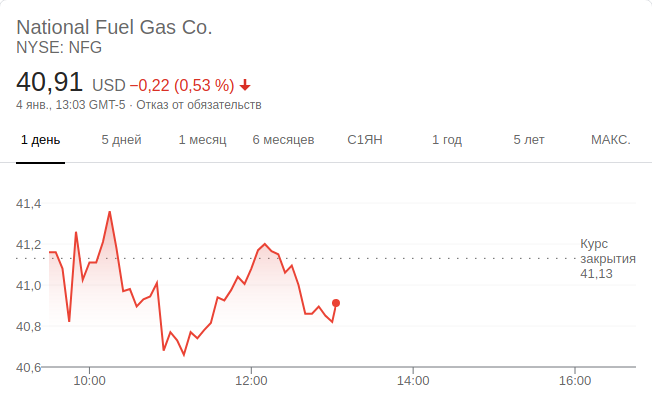 National Fuel Gas Co.
NYSE: NFG
40,91 USD −0,22 (0,53 %)
4 янв., 13:03 GMT-5 · Отказ от обязательств
1 день 5 дней 1 месяц 6 месяцев С1ЯН 1 год 5 лет МАКС.
41,4
41,2
41,0
40,8
40,6
Курс
закрытия
41,13
10:00 12:00 14:00 16:00